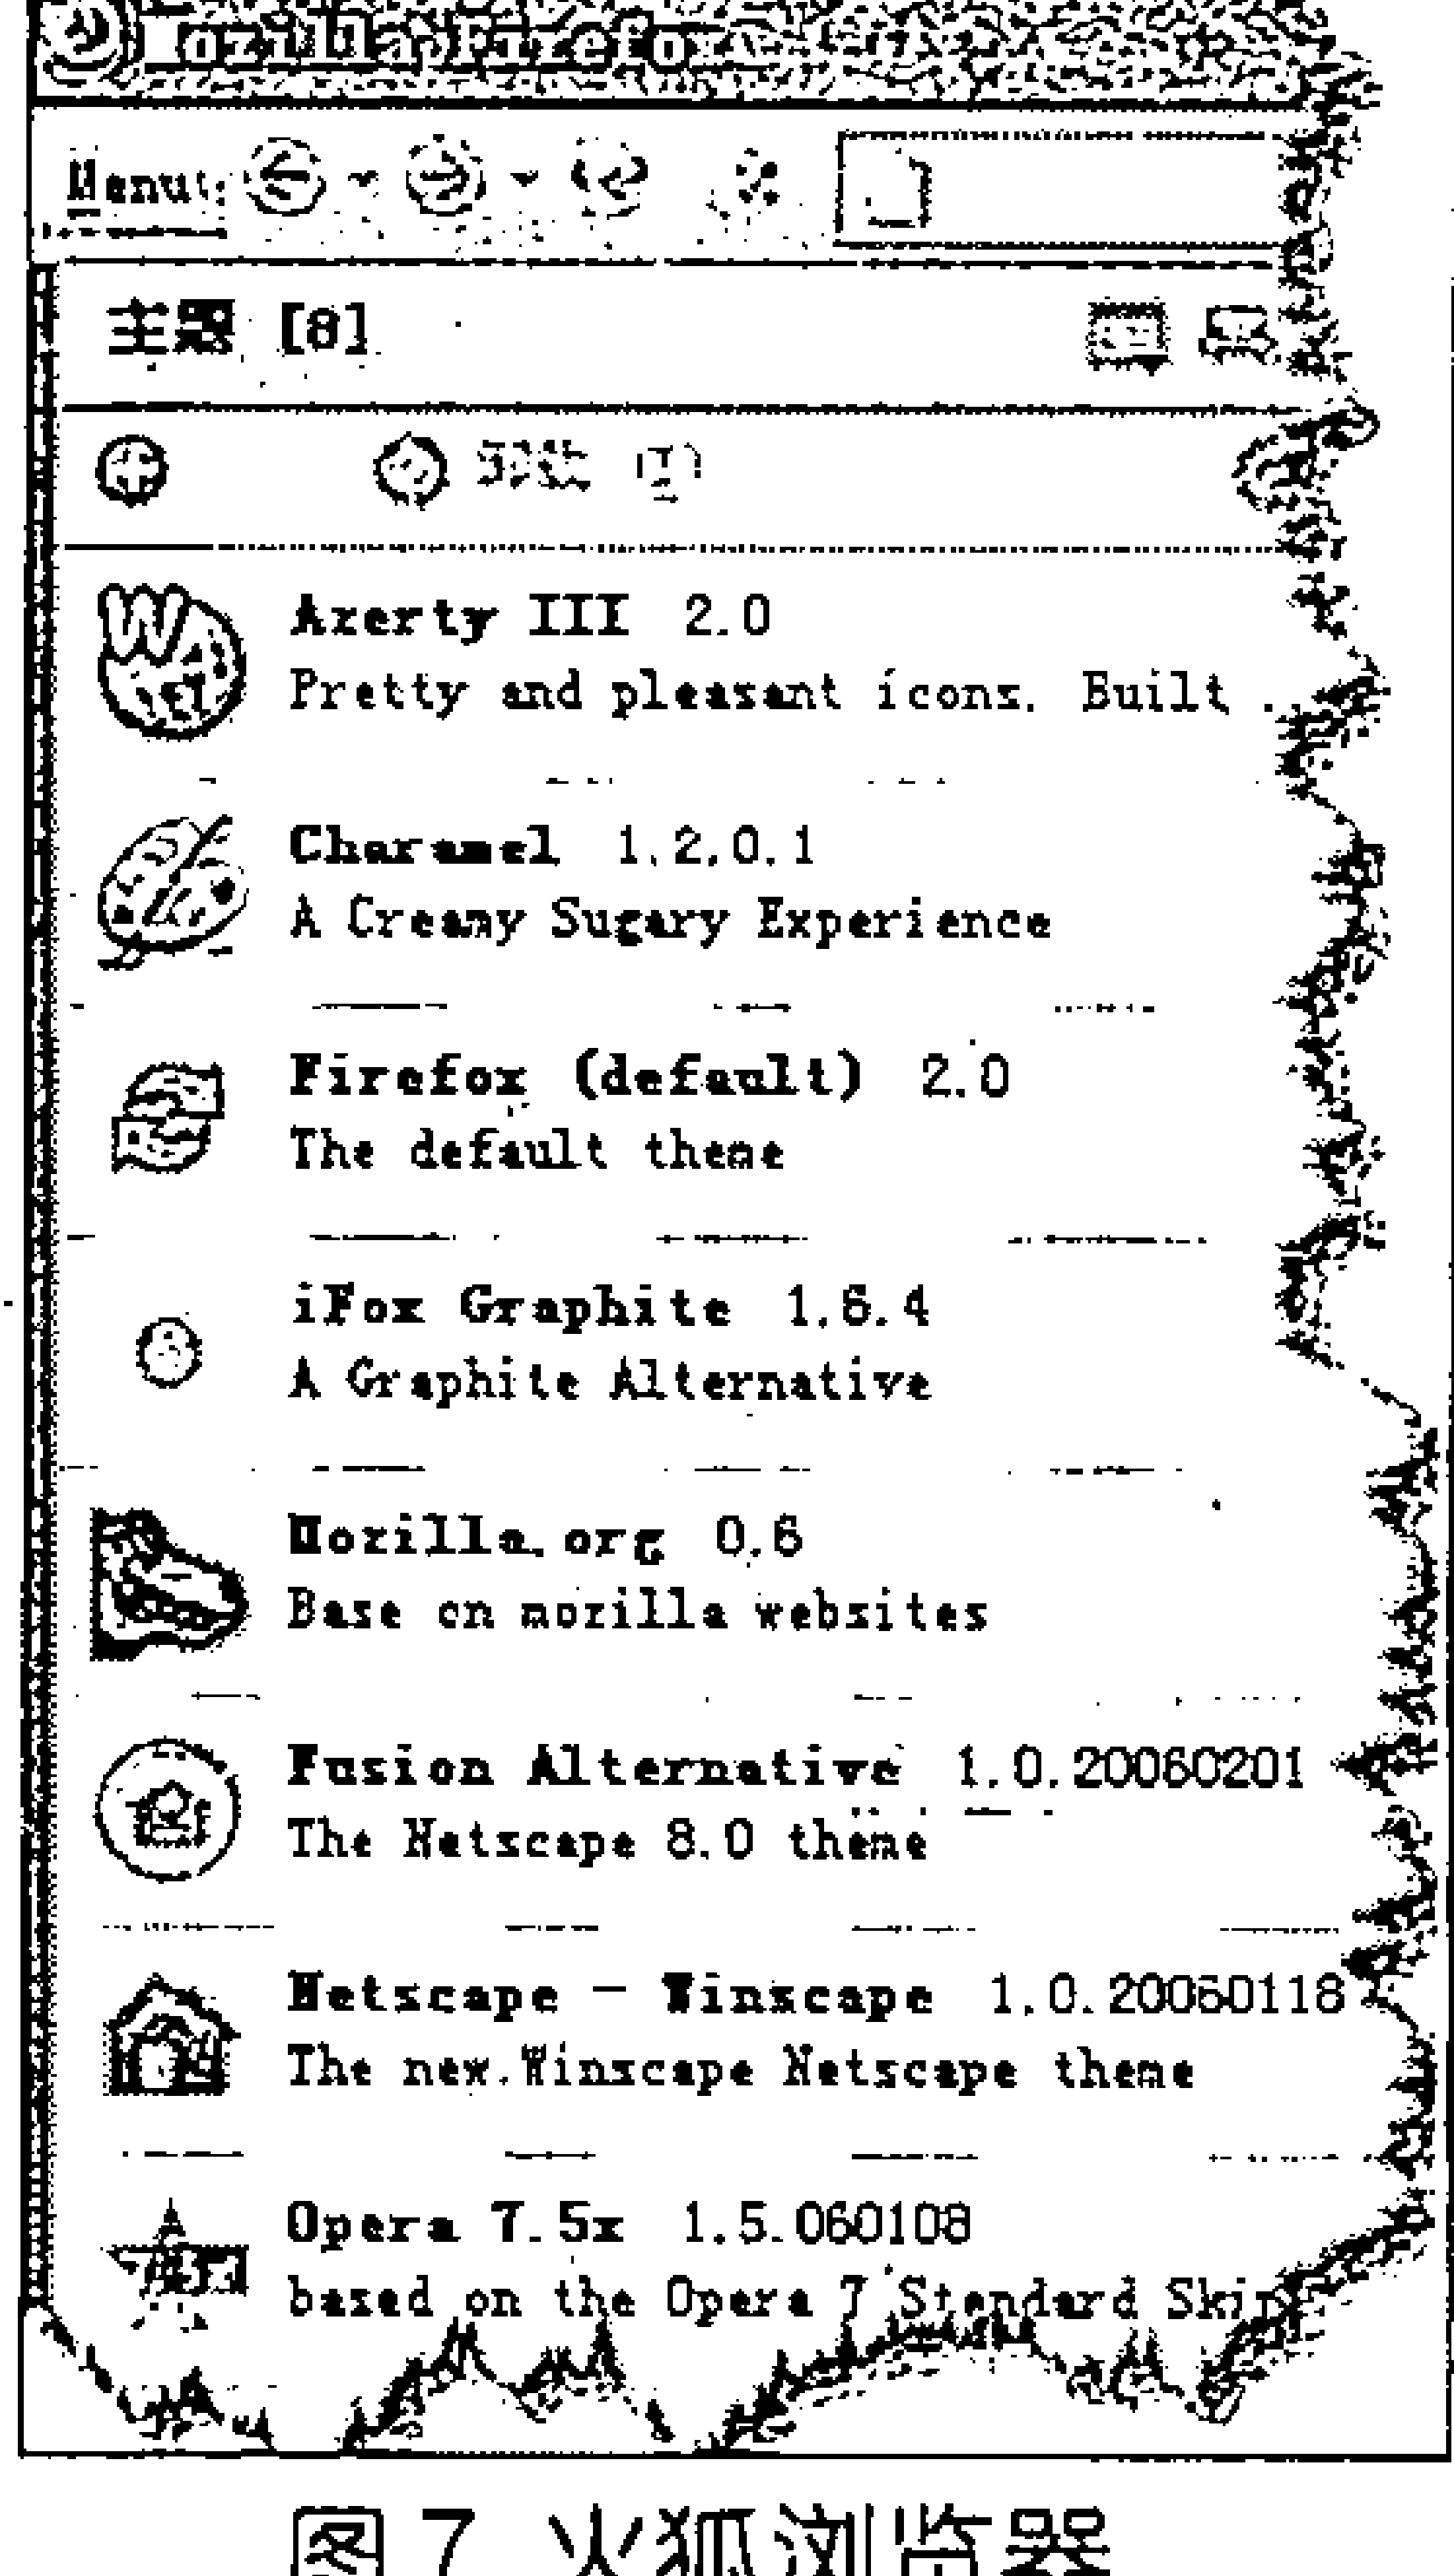 Mozilla Firefox
Menu
主题 [8]
Azerty III 2.0
Pretty and pleasant icons. Built ..
Charamel 1.2.0.1
A Creamy Sugary Experience
Firefox (default) 2.0
The default theme
iFox Graphite 1.6.4
A Graphite Alternative
Mozilla.org 0.6
Base on mozilla websites
Fusion Alternative 1.0.20060201
The Netscape 8.0 theme
Netscape - Winscape 1.0.20060118
The new Winscape Netscape theme
Opera 7.5x 1.5.060108
based on the Opera 7 Standard Skin
图7 火狐浏览器